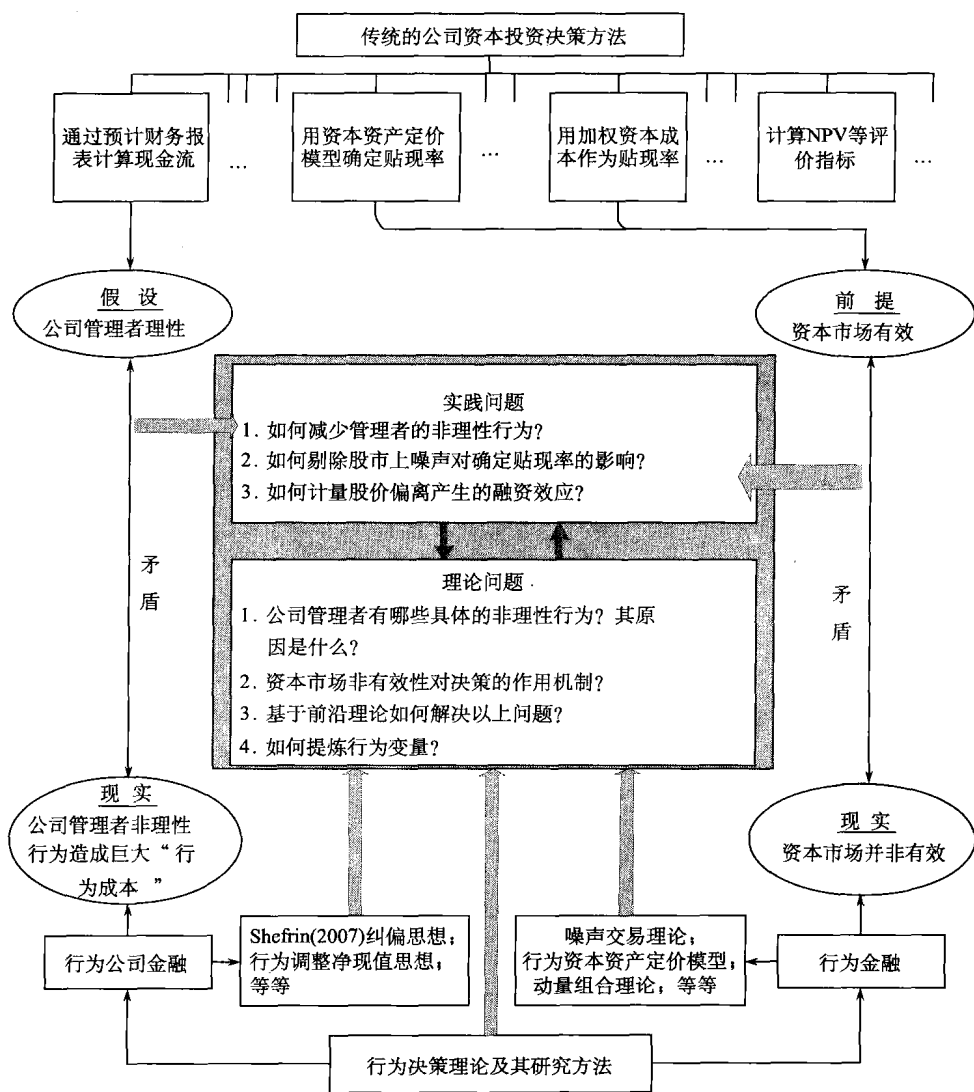 传统的公司资本投资决策方法
通过预计财务报
表计算现金流
…
用资本资产定价
模型确定贴现率
…
用加权资本成
本作为贴现率
…
计算NPV等评
价指标
…
假 设
公司管理者理性
前 提
资本市场有效
实践问题
1. 如何减少管理者的非理性行为?
2. 如何剔除股市上噪声对确定贴现率的影响?
3. 如何计量股价偏离产生的融资效应?
矛
盾
矛
盾
理论问题
1. 公司管理者有哪些具体的非理性行为? 其原
因是什么?
2. 资本市场非有效性对决策的作用机制?
3. 基于前沿理论如何解决以上问题?
4. 如何提炼行为变量?
现 实
公司管理者非理性
行为造成巨大“行
为成本 ”
现 实
资本市场并非有效
行为公司金融
Shefrin(2007)纠偏思想;
行为调整净现值思想;
等等
噪声交易理论;
行为资本资产定价模型;
动量组合理论; 等等
行为金融
行为决策理论及其研究方法